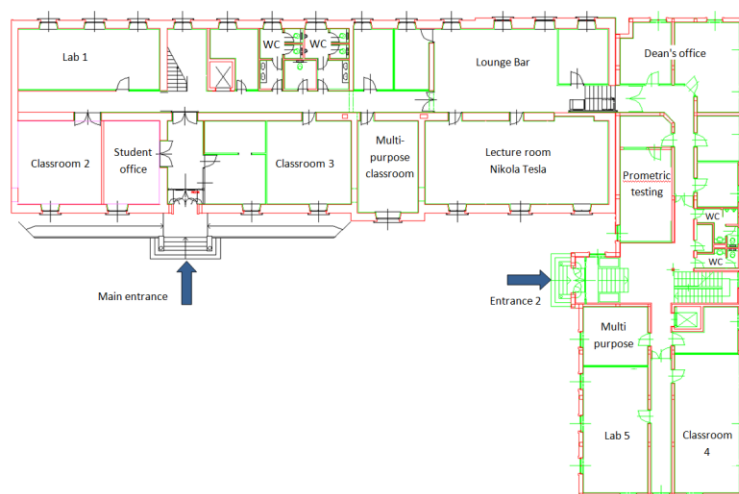 Lab 1
WC
WC
Lounge Bar
Dean's office
Classroom 2
Student
office
Classroom 3
Multi-
purpose
classroom
Lecture room
Nikola Tesla
Prometric
testing
WC
WC
Main entrance
Entrance 2
Multi
purpose
Lab 5
Classroom
4